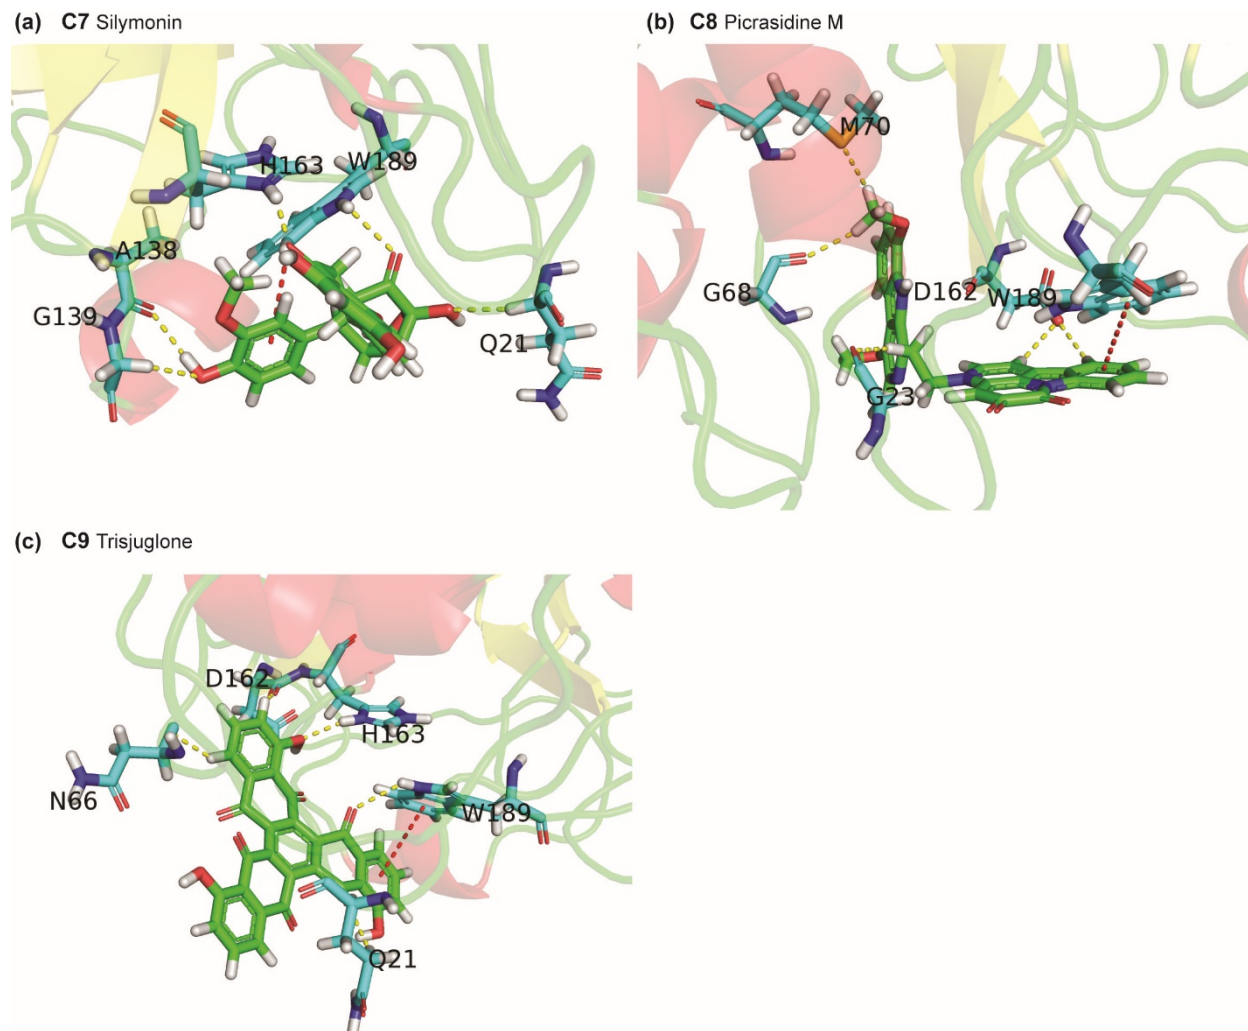 (a) C7 Silymonin
H163
W189
A138
G139
Q21
(b) C8 Picrasidine M
M70
G68
D162
W189
G23
(c) C9 Trisjuglone
D162
H163
N66
W189
Q21